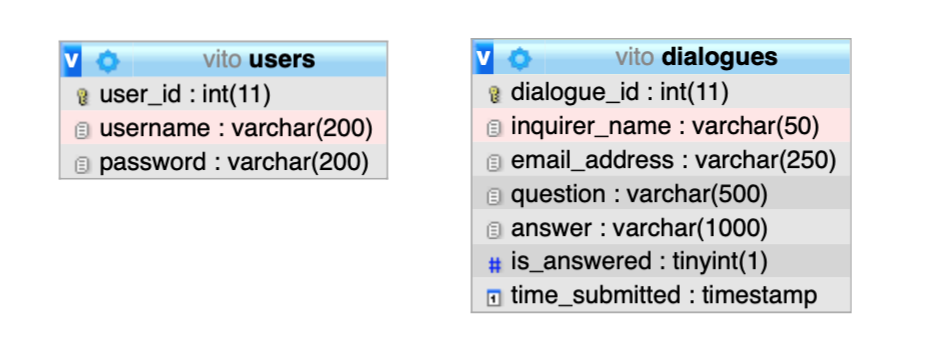 v vito users
user_id : int(11)
username : varchar(200)
password : varchar(200)
v vito dialogues
dialogue_id : int(11)
inquirer_name : varchar(50)
email_address : varchar(250)
question : varchar(500)
answer : varchar(1000)
# is_answered : tinyint(1)
1 time_submitted : timestamp